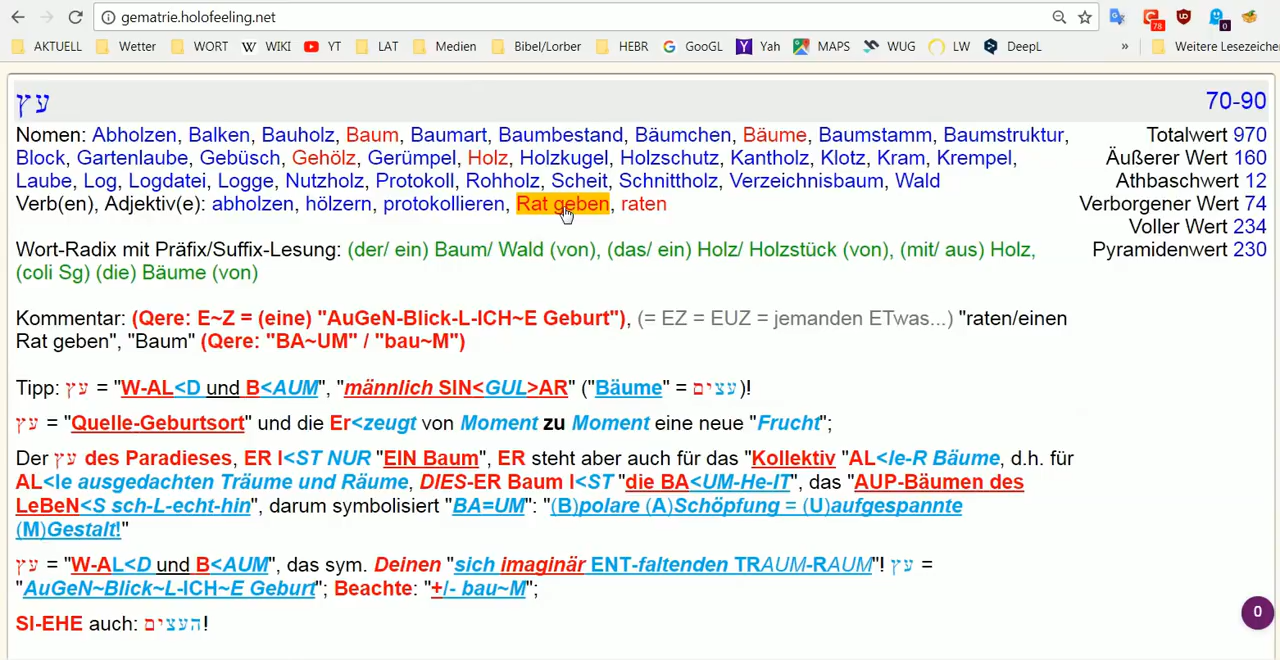 gematrie.holofeeling.net
AKTUELL Wetter WORT WIKI YT LAT Medien Bibel/Lorber HEBR GooGL Yah MAPS WUG LW DeepL » Weitere Lesezeiche
עץ 70-90
Nomen: Abholzen, Balken, Bauholz, Baum, Baumart, Baumbestand, Bäumchen, Bäume, Baumstamm, Baumstruktur, Totalwert 970
Block, Gartenlaube, Gebüsch, Gehölz, Gerümpel, Holz, Holzkugel, Holzschutz, Kantholz, Klotz, Kram, Krempel, Äußerer Wert 160
Laube, Log, Logdatei, Logge, Nutzholz, Protokoll, Rohholz, Scheit, Schnittholz, Verzeichnisbaum, Wald Athbaschwert 12
Verb(en), Adjektiv(e): abholzen, hölzern, protokollieren, Rat geben, raten Verborgener Wert 74
Voller Wert 234
Wort-Radix mit Präfix/Suffix-Lesung: (der/ ein) Baum/ Wald (von), (das/ ein) Holz/ Holzstück (von), (mit/ aus) Holz, Pyramidenwert 230
(coli Sg) (die) Bäume (von)
Kommentar: (Qere: E~Z = (eine) "AuGeN-Blick-L-ICH~E Geburt"), (= EZ = EUZ = jemanden ETwas...) "raten/einen
Rat geben", "Baum" (Qere: "BA~UM" / "bau~M")
Tipp: עץ = "W-AL<D und B<AUM", "männlich SIN<GUL>AR" ("Bäume" = עצים)!
עץ = "Quelle-Geburtsort" und die Er<zeugt von Moment zu Moment eine neue "Frucht";
Der עץ des Paradieses, ER I<ST NUR "EIN Baum", ER steht aber auch für das "Kollektiv "AL<le-R Bäume, d.h. für
AL<le ausgedachten Träume und Räume, DIES-ER Baum I<ST "die BA<UM-He-IT", das "AUP-Bäumen des
LeBeN<S sch-L-echt-hin", darum symbolisiert "BA=UM": "(B)polare (A)Schöpfung = (U)aufgespannte
(M)Gestalt!"
עץ = "W-AL<D und B<AUM", das sym. Deinen "sich imaginär ENT-faltenden TRAUM-RAUM"! עץ =
"AuGeN~Blick~L-ICH~E Geburt"; Beachte: "+/- bau~M";
SI-EHE auch: העצים!
0
78
0